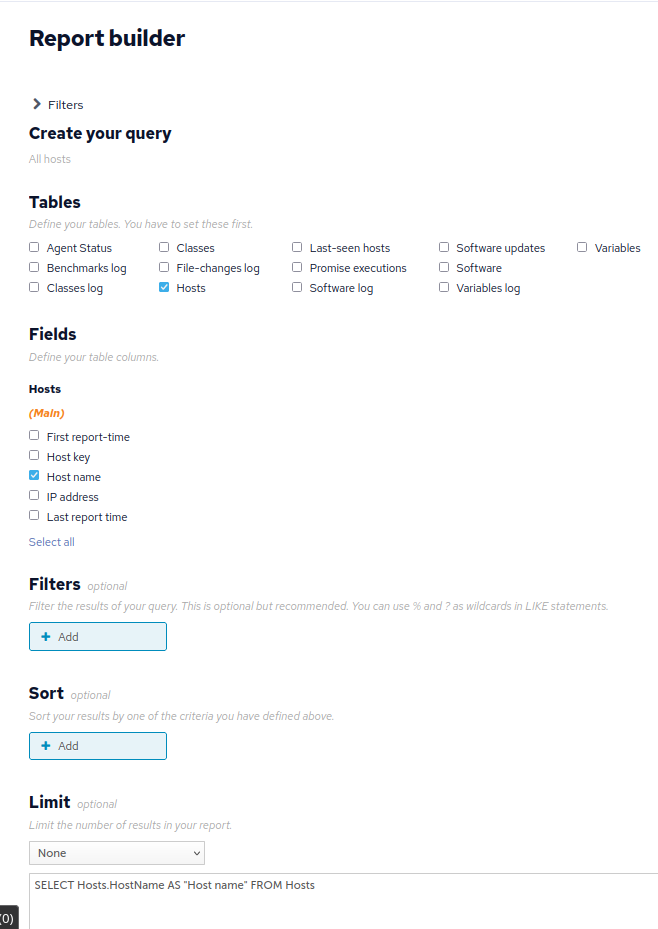 Report builder
Filters
Create your query
All hosts
Tables
Define your tables. You have to set these first.
Agent Status Classes Last-seen hosts Software updates Variables
Benchmarks log File-changes log Promise executions Software
Classes log Hosts Software log Variables log
Fields
Define your table columns.
Hosts
(Main)
First report-time
Host key
Host name
IP address
Last report time
Select all
Filters optional
Filter the results of your query. This is optional but recommended. You can use % and ? as wildcards in LIKE statements.
+ Add
Sort optional
Sort your results by one of the criteria you have defined above.
+ Add
Limit optional
Limit the number of results in your report.
None
SELECT Hosts.HostName AS "Host name" FROM Hosts
(0)